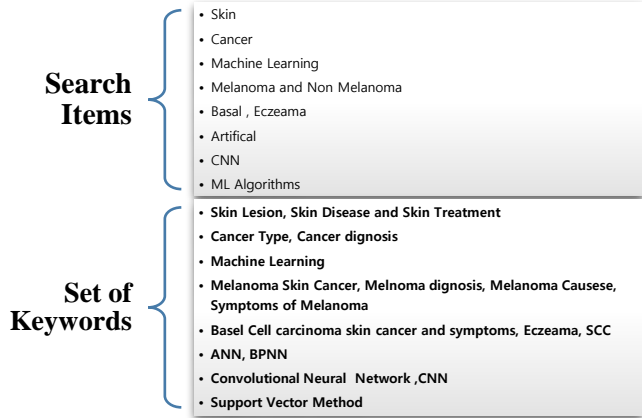 Search
Items
• Skin
• Cancer
• Machine Learning
• Melanoma and Non Melanoma
• Basal , Eczeama
• Artifical
• CNN
• ML Algorithms
Set of
Keywords
• Skin Lesion, Skin Disease and Skin Treatment
• Cancer Type, Cancer dignosis
• Machine Learning
• Melanoma Skin Cancer, Melnoma dignosis, Melanoma Causese,
Symptoms of Melanoma
• Basel Cell carcinoma skin cancer and symptoms, Eczeama, SCC
• ANN, BPNN
• Convolutional Neural Network ,CNN
• Support Vector Method